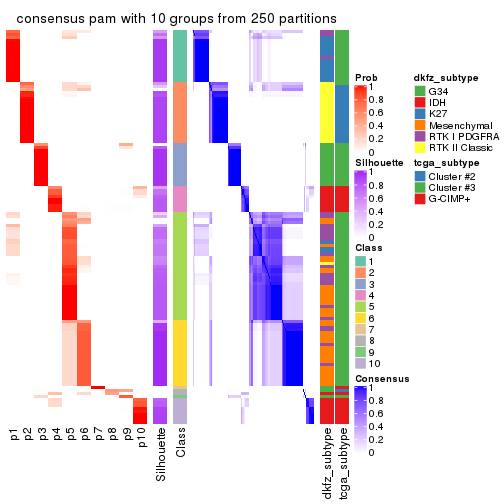 consensus pam with 10 groups from 250 partitions
Prob
1
0.8
0.6
0.4
0.2
0
Silhouette
1
0.8
0.6
0.4
0.2
0
Class
1
2
3
4
5
6
7
8
9
10
Consensus
1
0.8
0.6
0.4
0.2
0
dkfz_subtype
G34
IDH
K27
Mesenchymal
RTK I PDGFRA
RTK II Classic
tcga_subtype
Cluster #2
Cluster #3
G-CIMP+
p1
p2
p3
p4
p5
p6
p7
p8
p9
p10
Silhouette
Class
dkfz_subtype
tcga_subtype